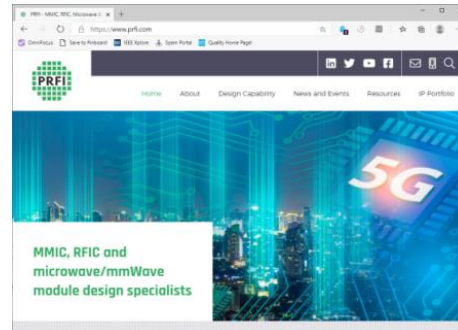 PRFI - MMIC, RFIC, Microwave &
https://www.prfi.com
OmniFocus Save to Pinboard IEEE Xplore Spam Portal Quality Home Page
PRFI
Home About Design Capability News and Events Resources IP Portfolio
5G
MMIC, RFIC and
microwave/mmWave
module design specialists